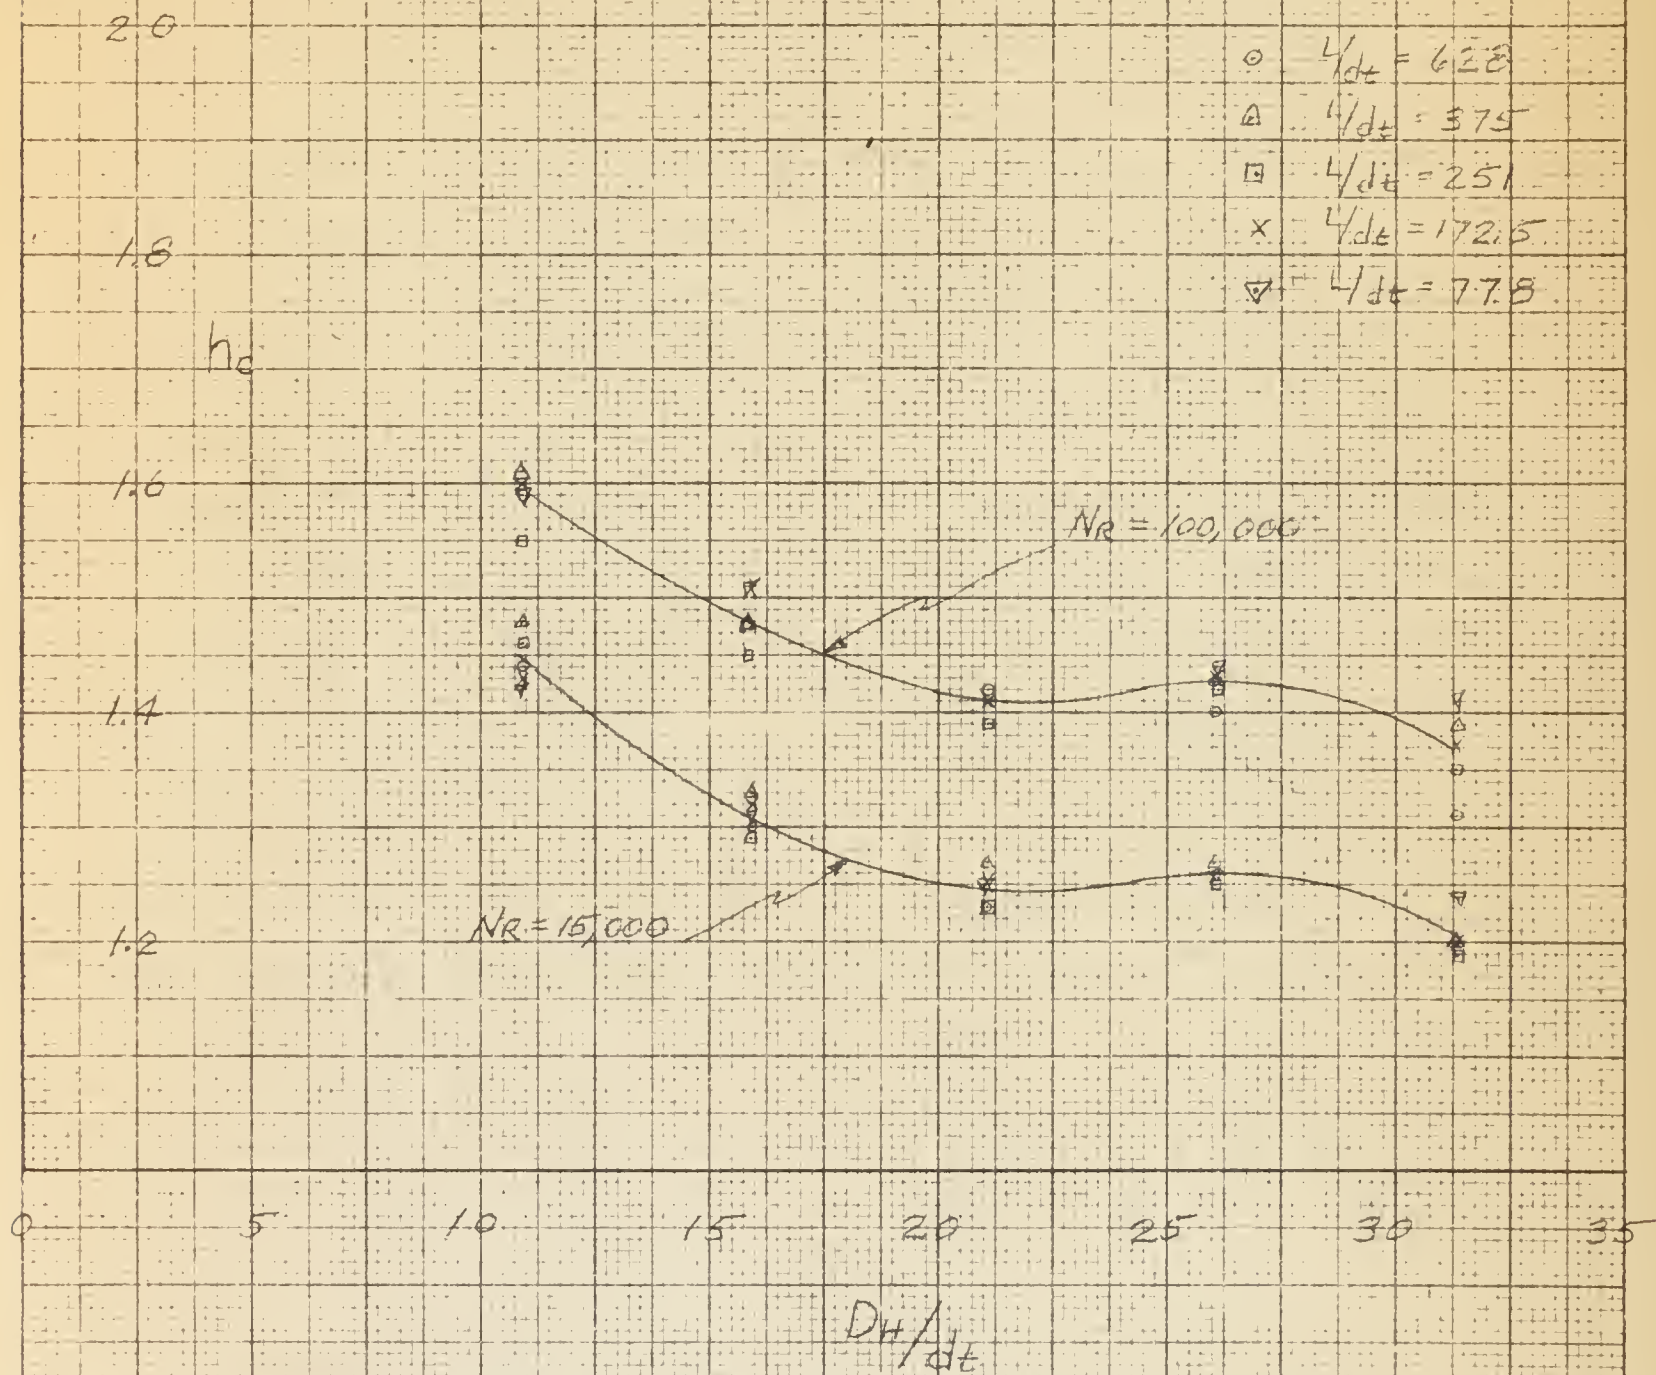 2.0
○ L/dt = 628
△ L/dt = 375
□ L/dt = 251
1.8
× L/dt = 172.5
▽ L/dt = 77.8
hc
1.6
NR = 100,000
1.4
NR = 15,000
1.2
0 5 10 15 20 25 30 35
DH/dt